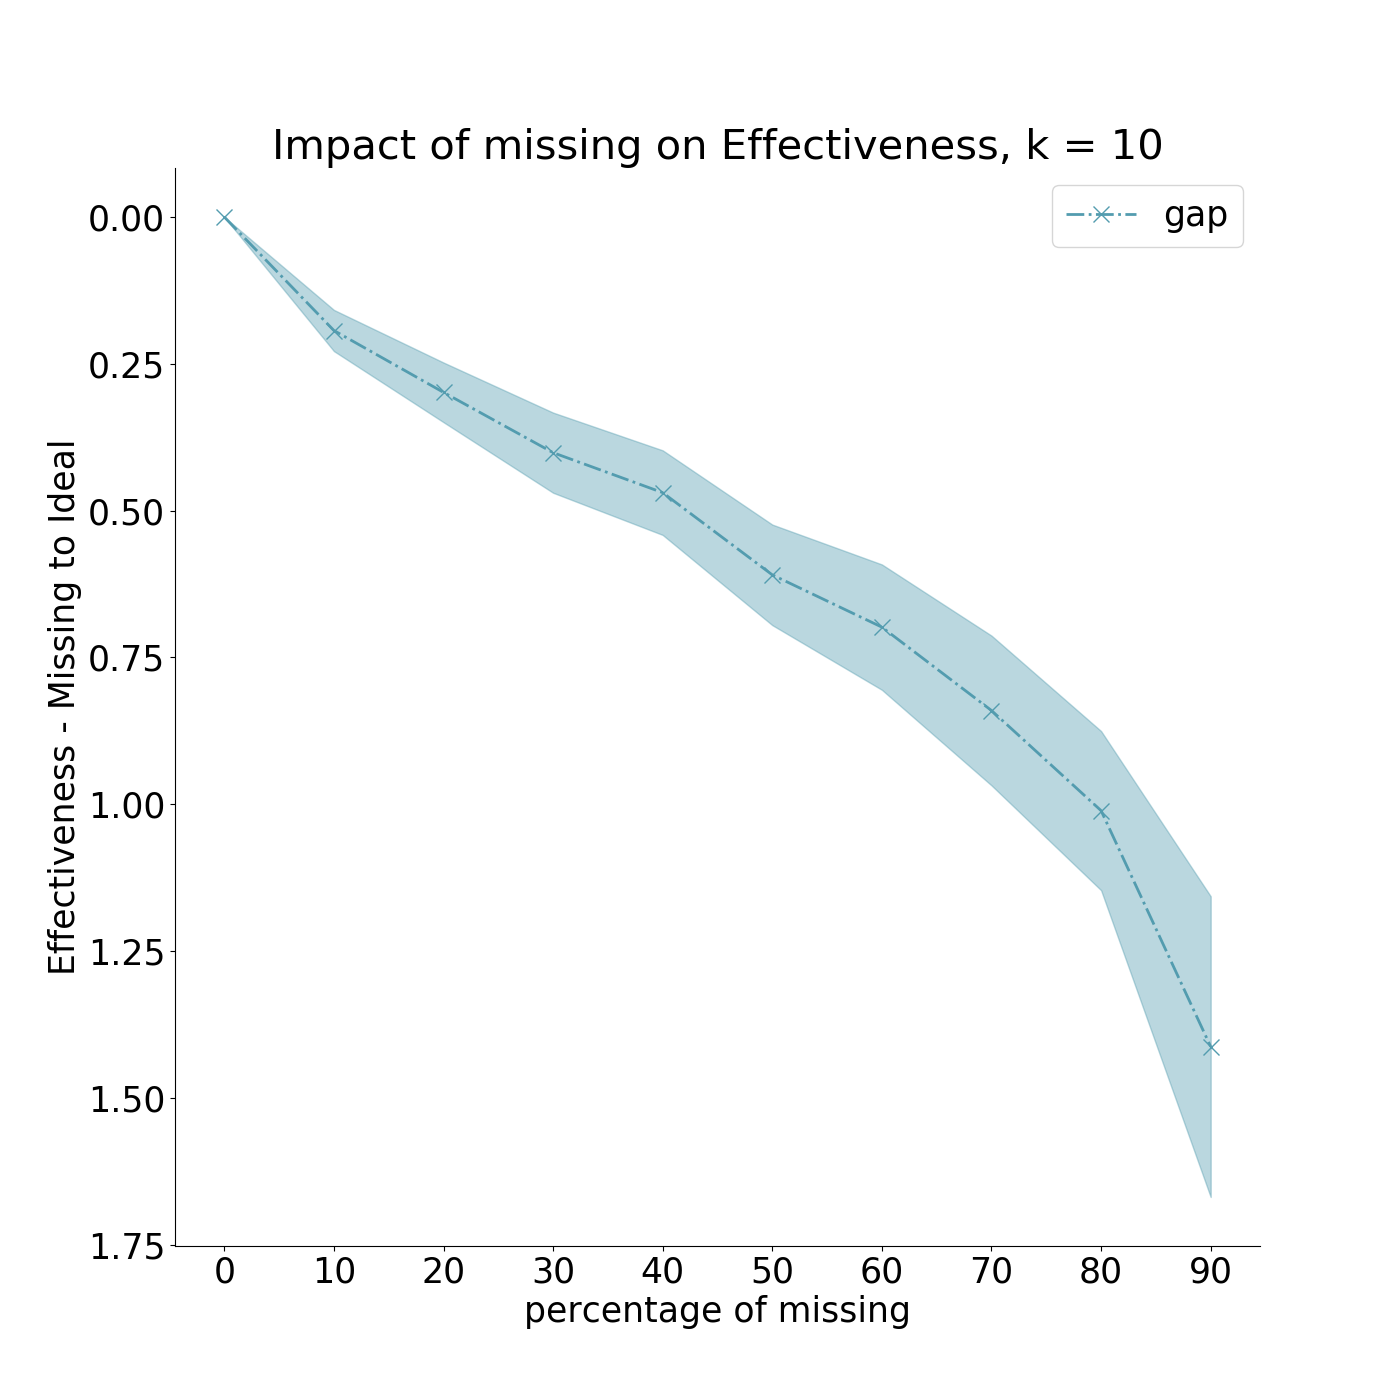 Impact of missing on Effectiveness, k = 10
gap
Effectiveness - Missing to Ideal
0.00
0.25
0.50
0.75
1.00
1.25
1.50
1.75
0 10 20 30 40 50 60 70 80 90
percentage of missing